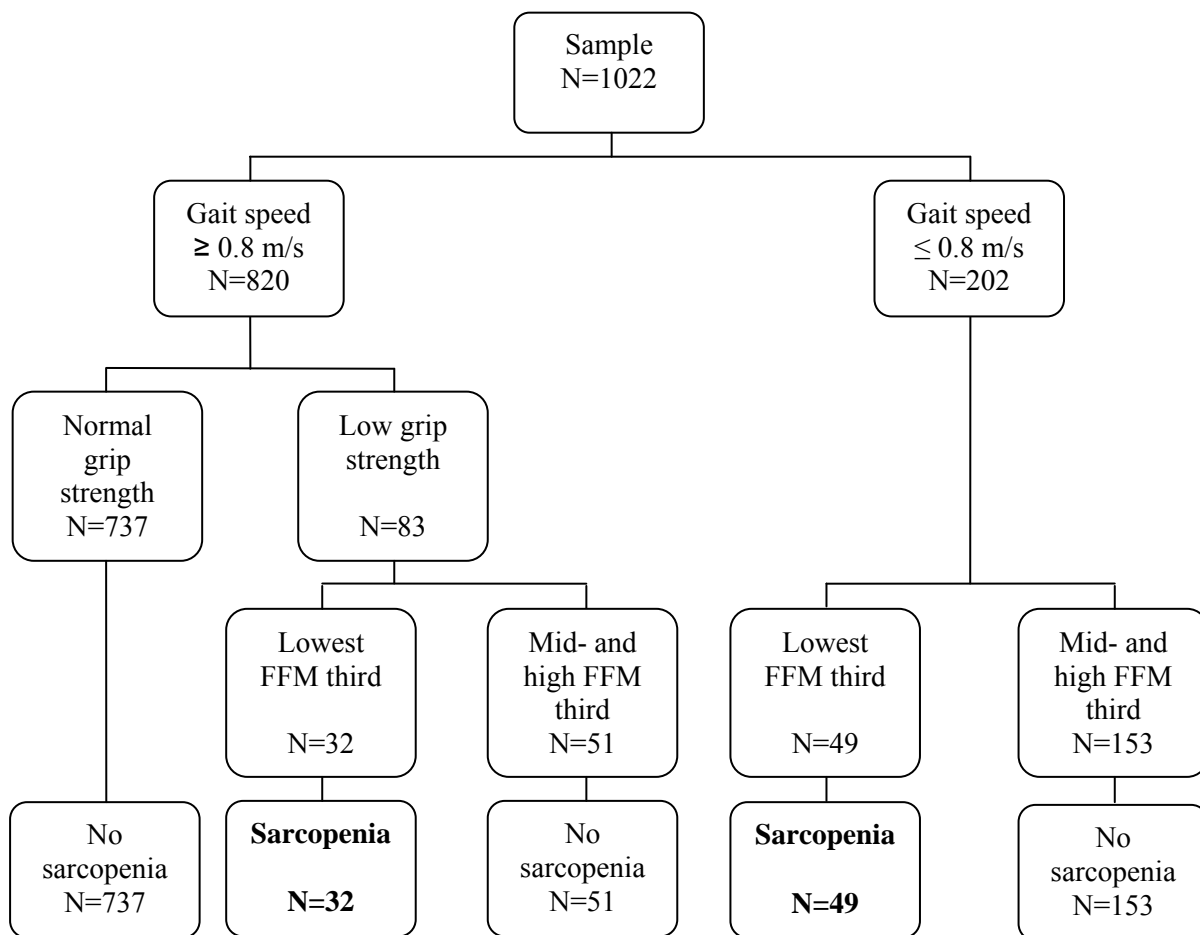 Sample
N=1022
Gait speed
≥ 0.8 m/s
N=820
Gait speed
≤ 0.8 m/s
N=202
Normal
grip
strength
N=737
Low grip
strength
N=83
Lowest
FFM third
N=32
Mid- and
high FFM
third
N=51
Lowest
FFM third
N=49
Mid- and
high FFM
third
N=153
No
sarcopenia
N=737
Sarcopenia
N=32
No
sarcopenia
N=51
Sarcopenia
N=49
No
sarcopenia
N=153